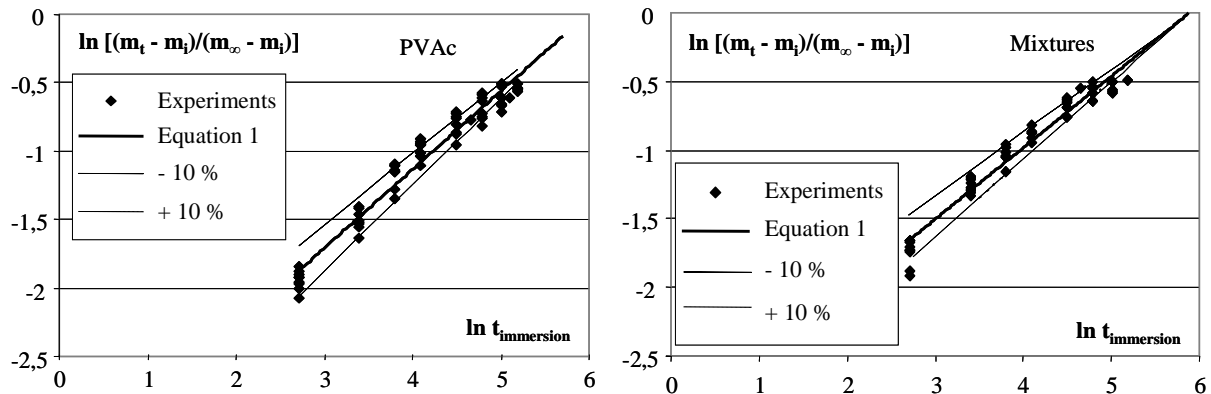 0
ln [(mt - mi)/(m∞ - mi)]
PVAc
-0,5
Experiments
Equation 1
- 10 %
+ 10 %
-1
-1,5
-2
ln t immersion
-2,5
0 1 2 3 4 5 6
0
ln [(mt - mi)/(m∞ - mi)]
Mixtures
-0,5
-1
Experiments
Equation 1
- 10 %
+ 10 %
-1,5
-2
ln t immersion
-2,5
0 1 2 3 4 5 6